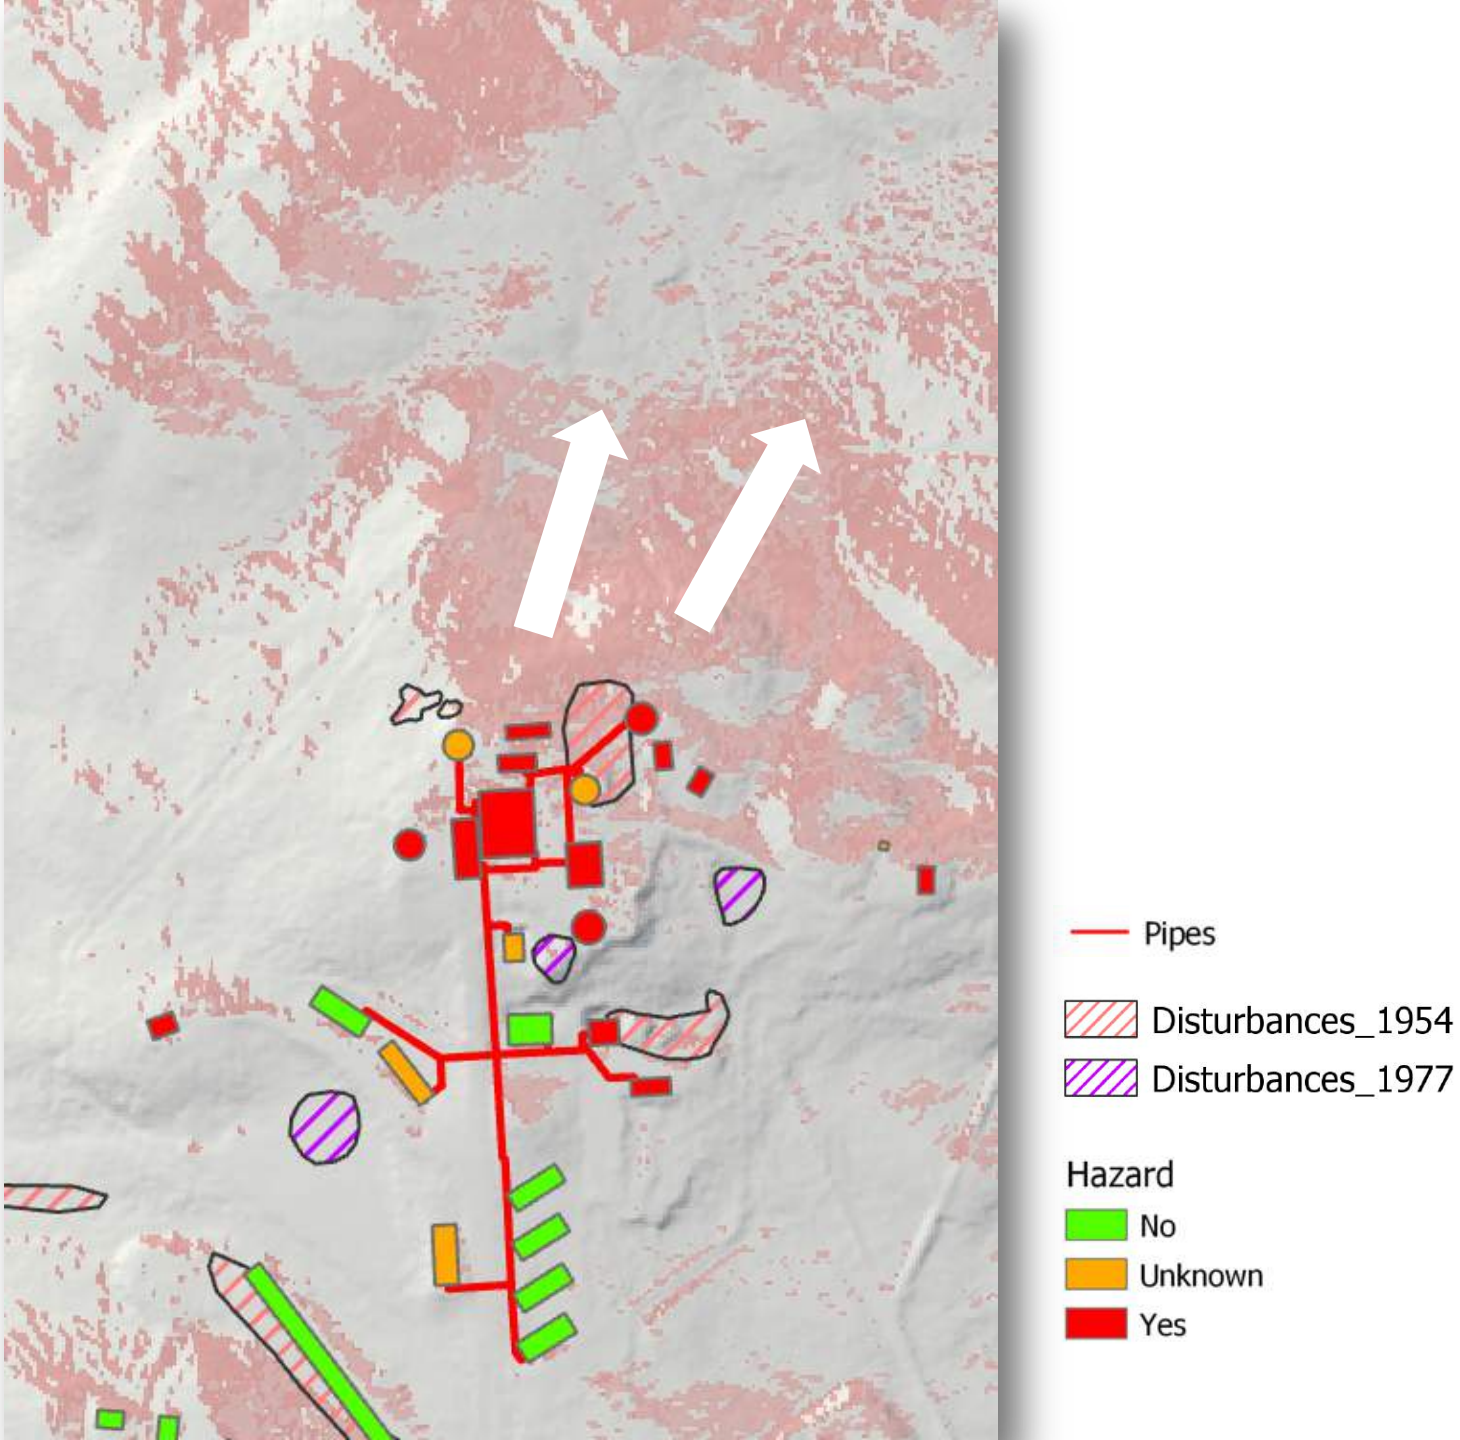 Pipes
Disturbances_1954
Disturbances_1977
Hazard
No
Unknown
Yes